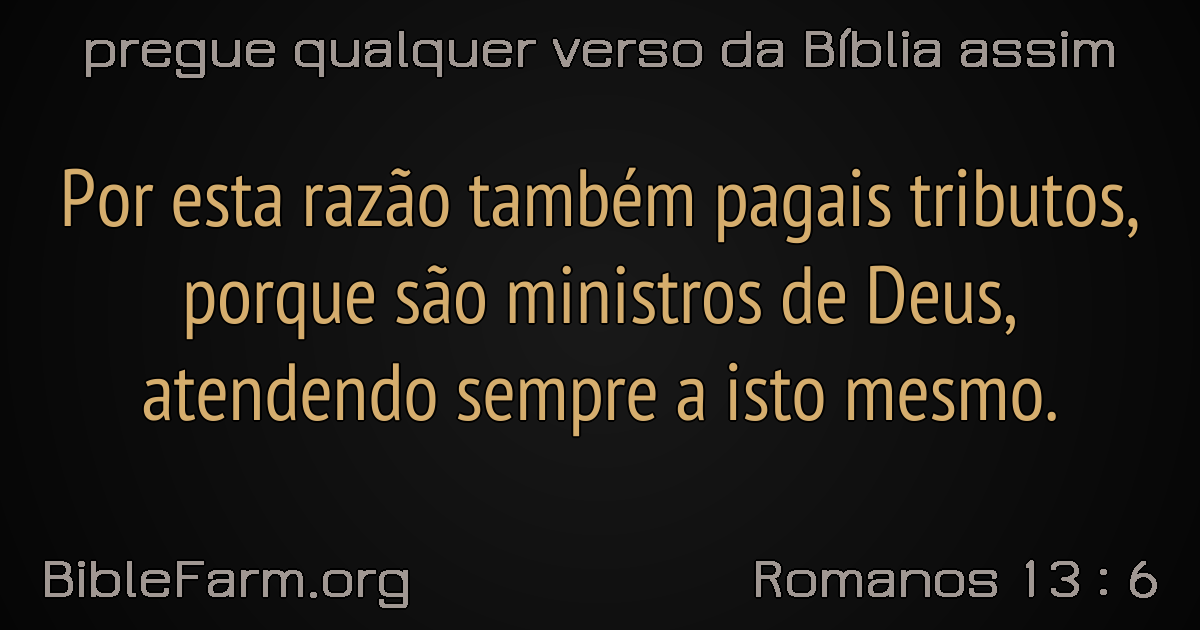 pregue qualquer verso da Bíblia assim
Por esta razão também pagais tributos,
porque são ministros de Deus,
atendendo sempre a isto mesmo.
BibleFarm.org
Romanos 13 : 6